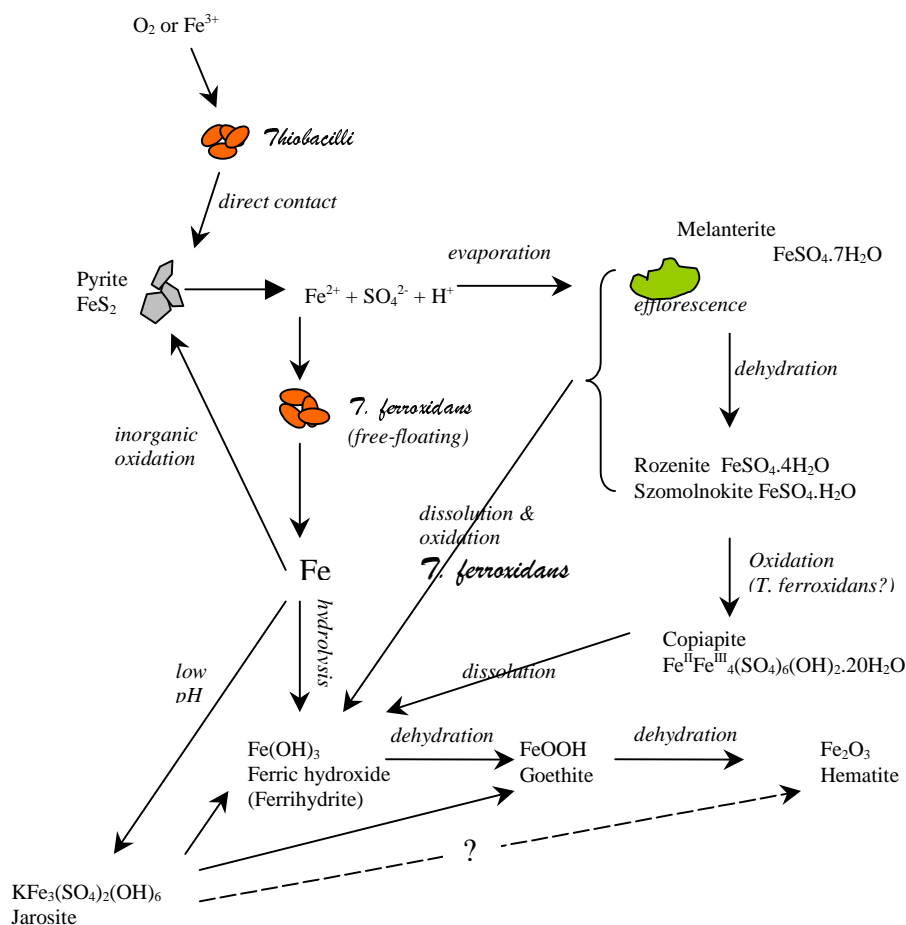 O₂ or Fe³⁺
Thiobacilli
direct contact
Melanterite
FeSO₄.7H₂O
evaporation
Pyrite
FeS₂
Fe²⁺ + SO₄²⁻ + H⁺
efflorescence
dehydration
T. ferroxidans
(free-floating)
inorganic
oxidation
Rozenite FeSO₄.4H₂O
Szomolnokite FeSO₄.H₂O
dissolution &
oxidation
T. ferroxidans
Fe
Oxidation
(T. ferroxidans?)
hydrolysis
Copiapite
FeᴵᴵFeᴵᴵᴵ₄(SO₄)₆(OH)₂.20H₂O
low
pH
dissolution
dehydration
dehydration
Fe(OH)₃
Ferric hydroxide
(Ferrihydrite)
FeOOH
Goethite
Fe₂O₃
Hematite
?
KFe₃(SO₄)₂(OH)₆
Jarosite